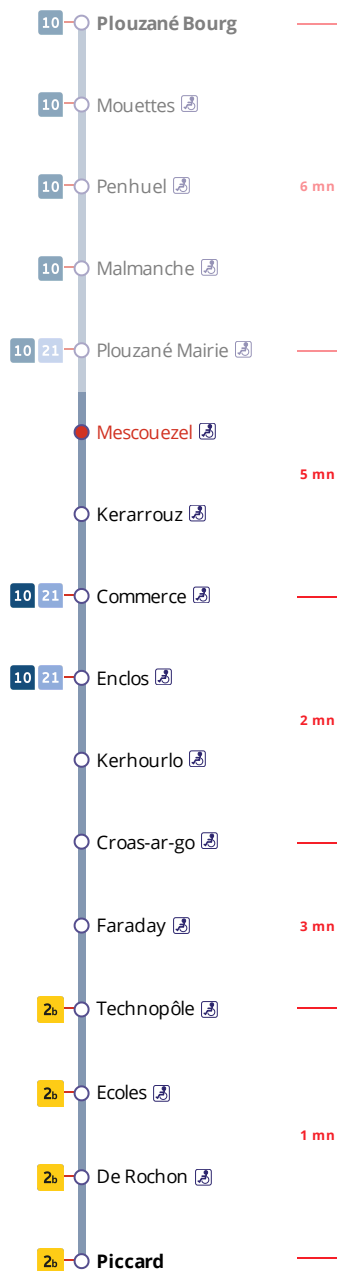 10 Plouzané Bourg
10 Mouettes
10 Penhuel 6 mn
10 Malmanche
10 21 Plouzané Mairie
Mescouezel
5 mn
Kerarrouz
10 21 Commerce
10 21 Enclos
2 mn
Kerhourlo
Croas-ar-go
Faraday 3 mn
2b Technopôle
2b Ecoles
1 mn
2b De Rochon
2b Piccard